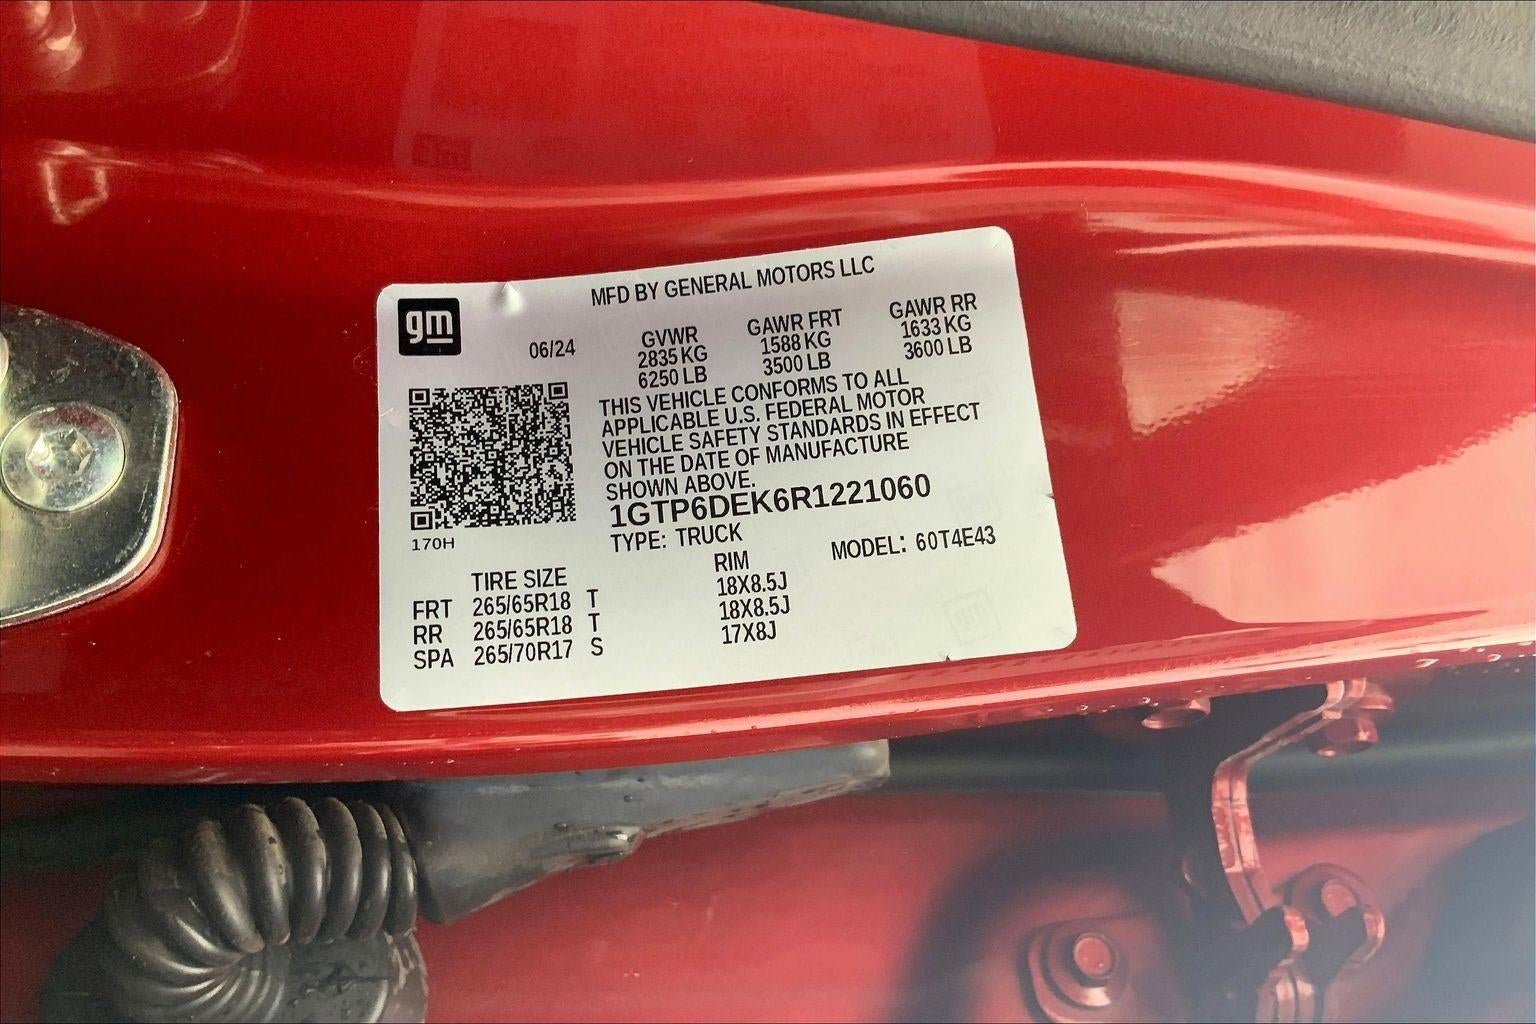 MFD BY GENERAL MOTORS LLC
gm
06/24
GVWR GAWR FRT GAWR RR
2835 KG 1588 KG 1633 KG
6250 LB 3500 LB 3600 LB
THIS VEHICLE CONFORMS TO ALL
APPLICABLE U.S. FEDERAL MOTOR
VEHICLE SAFETY STANDARDS IN EFFECT
ON THE DATE OF MANUFACTURE
SHOWN ABOVE.
1GTP6DEK6R1221060
170H
TYPE: TRUCK MODEL: 60T4E43
TIRE SIZE RIM
FRT 265/65R18 T 18X8.5J
RR 265/65R18 T 18X8.5J
SPA 265/70R17 S 17X8J